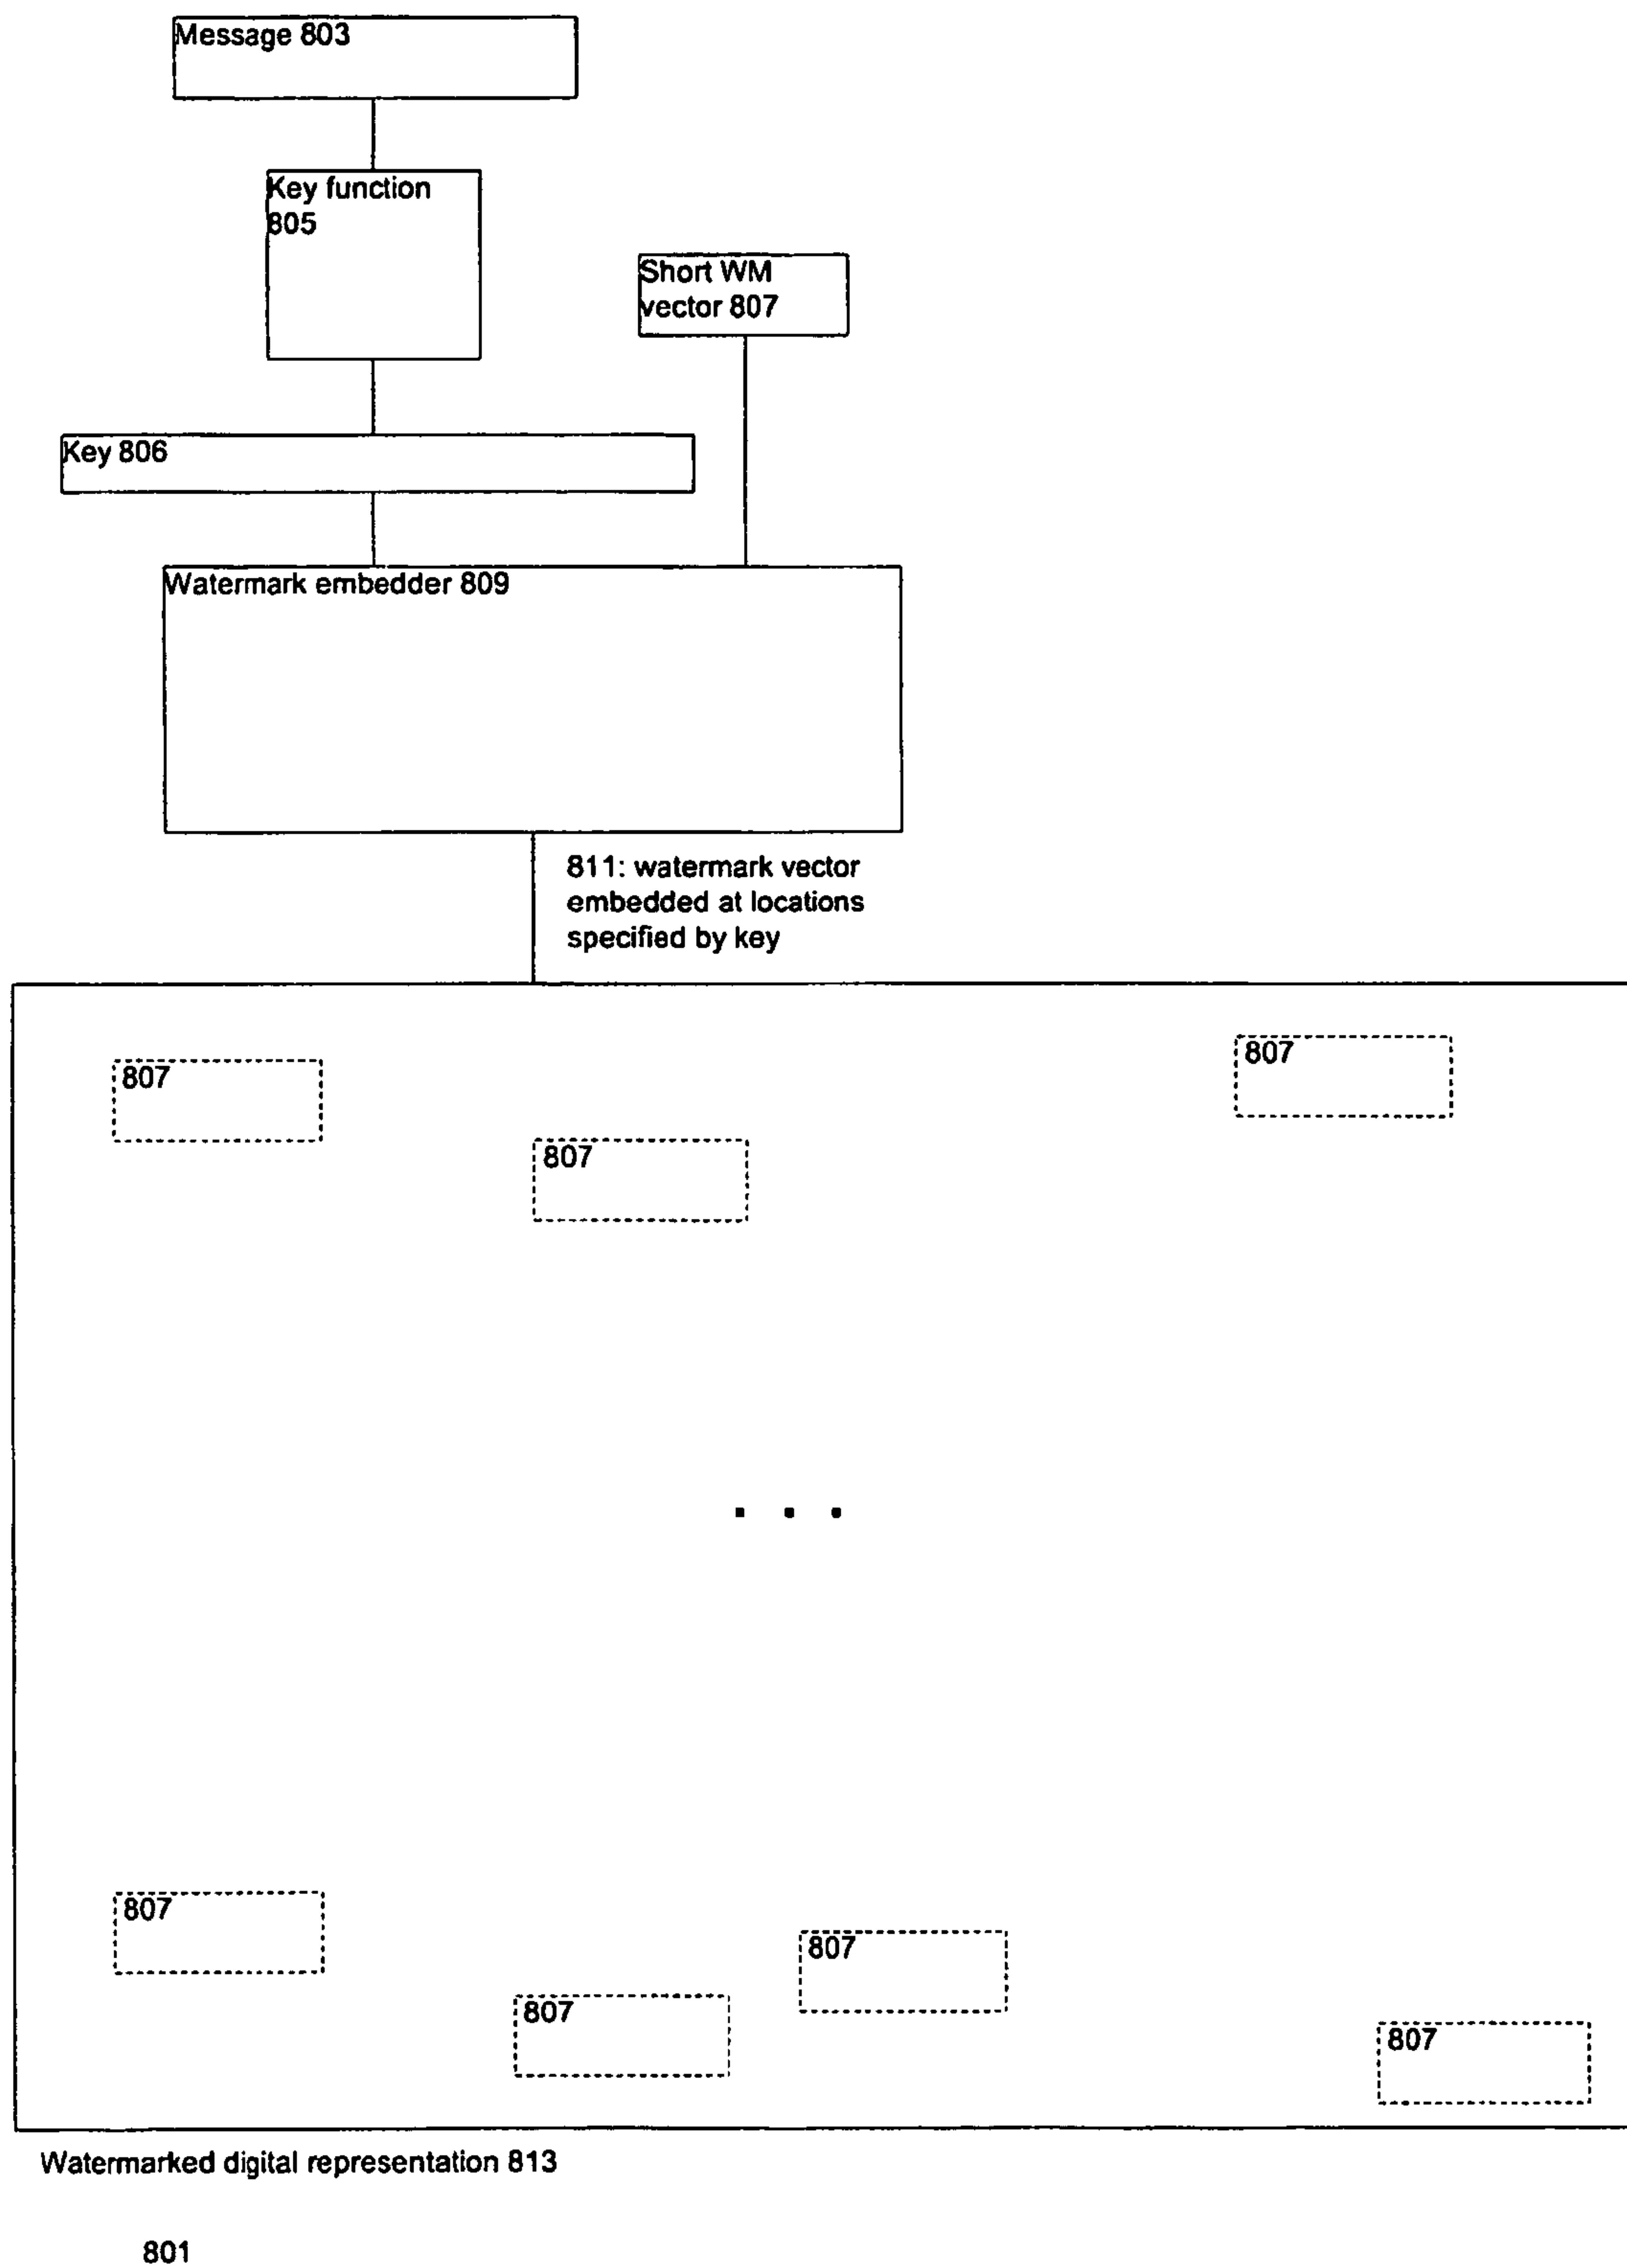 Message 803
Key function
805
Short WM
vector 807
Key 806
Watermark embedder 809
811: watermark vector
embedded at locations
specified by key
807
807
807
. . .
807
807
807
807
Watermarked digital representation 813
801